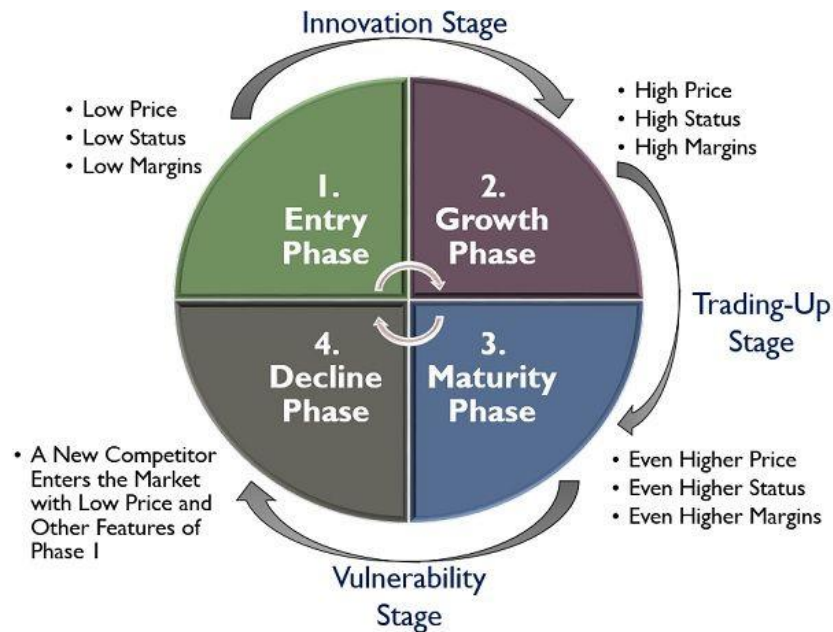 Innovation Stage
• Low Price
• Low Status
• Low Margins
• High Price
• High Status
• High Margins
1.
Entry
Phase
2.
Growth
Phase
Trading-Up
Stage
4.
Decline
Phase
3.
Maturity
Phase
• A New Competitor
Enters the Market
with Low Price and
Other Features of
Phase 1
• Even Higher Price
• Even Higher Status
• Even Higher Margins
Vulnerability
Stage